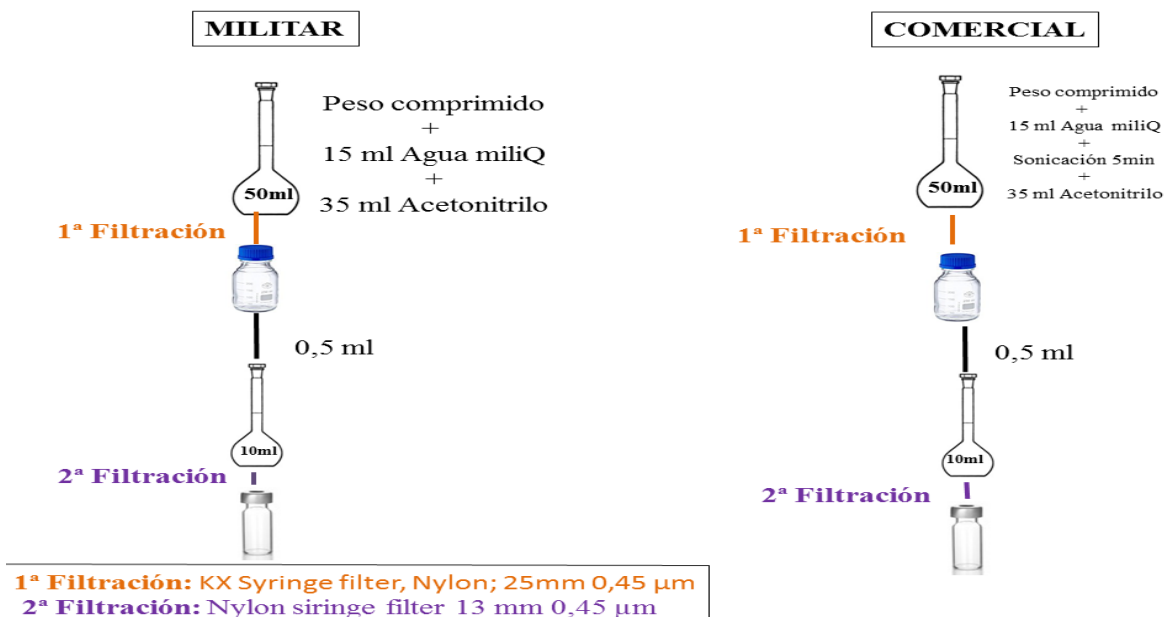 MILITAR
50ml
Peso comprimido
+
15 ml Agua miliQ
+
35 ml Acetonitrilo
1ª Filtración
0,5 ml
10ml
2ª Filtración
COMERCIAL
50ml
Peso comprimido
+
15 ml Agua miliQ
+
Sonicación 5min
+
35 ml Acetonitrilo
1ª Filtración
0,5 ml
10ml
2ª Filtración
1ª Filtración: KX Syringe filter, Nylon; 25mm 0,45 µm
2ª Filtración: Nylon siringe filter 13 mm 0,45 µm